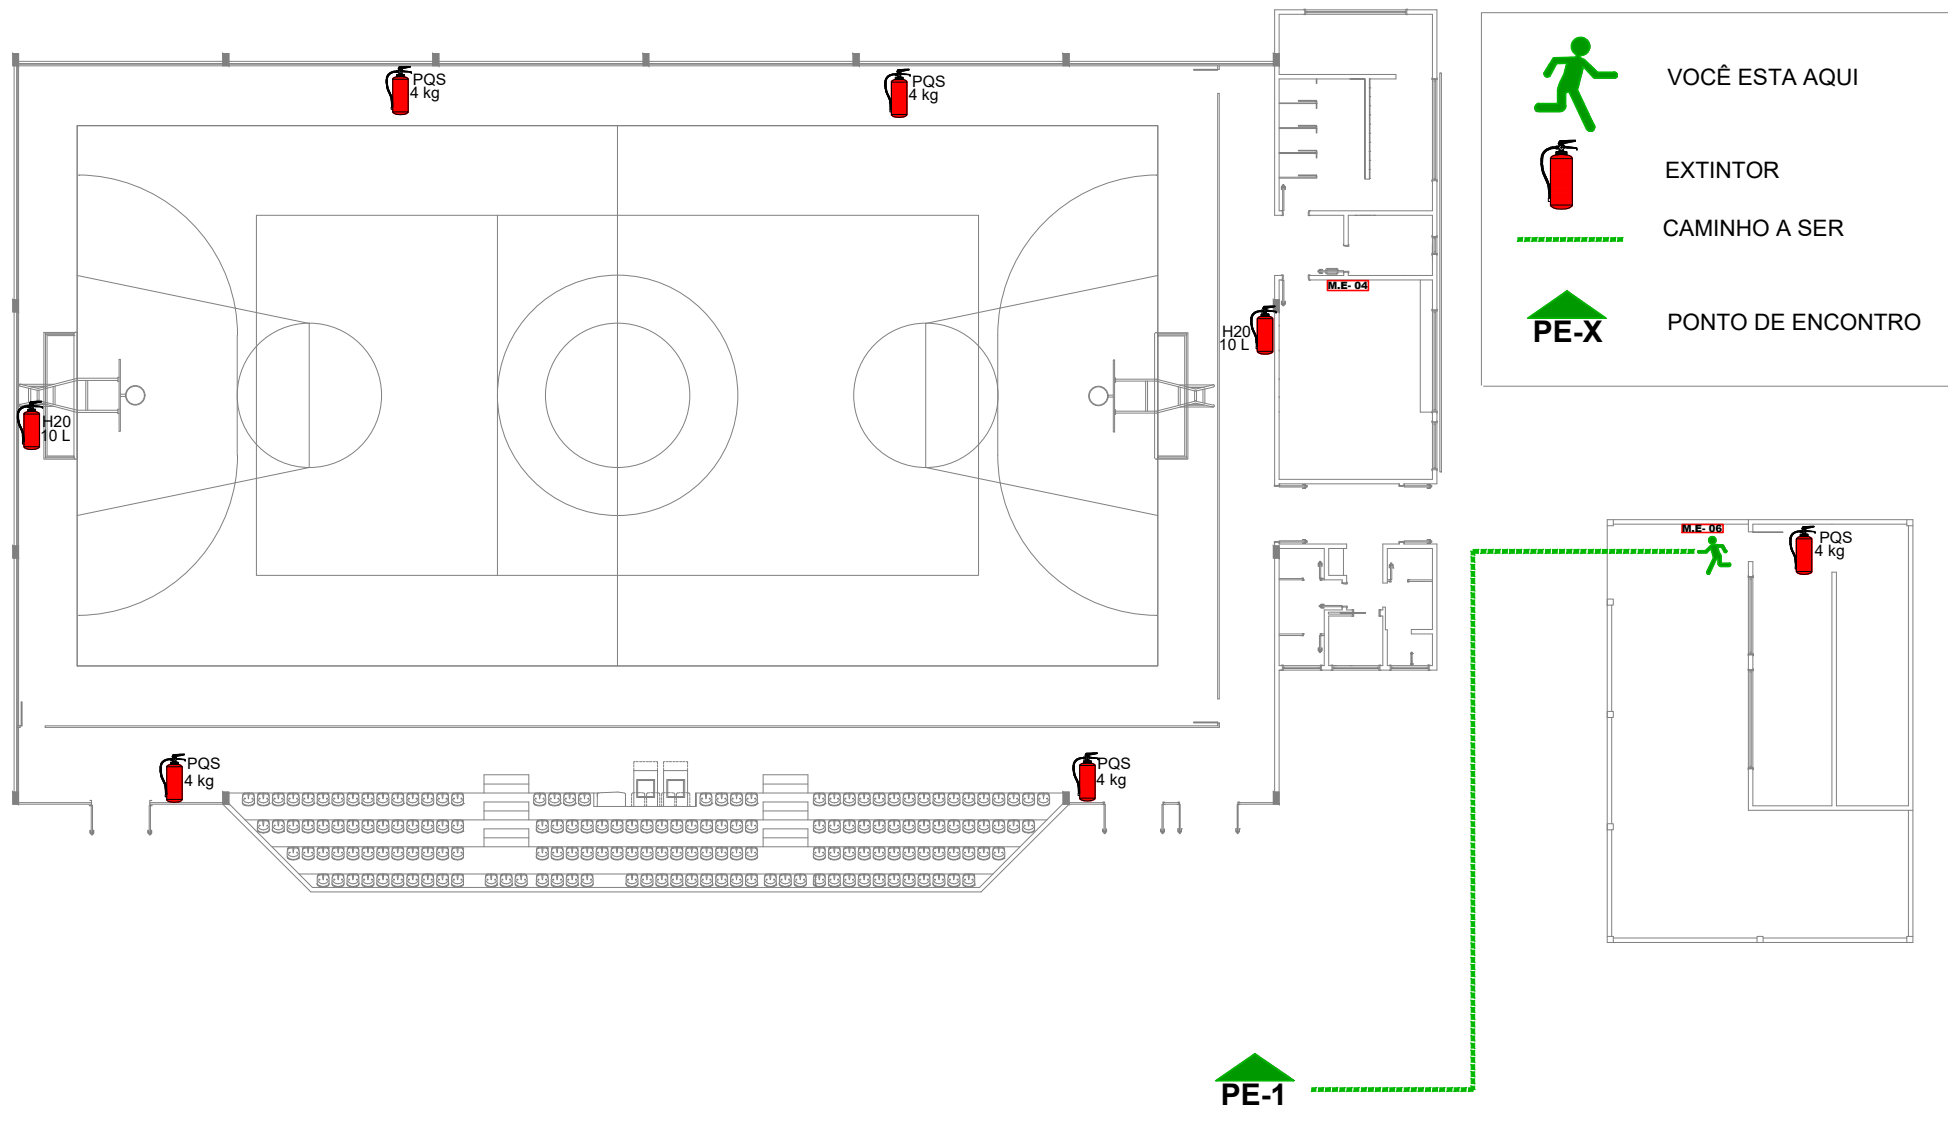 PQS
4 kg
PQS
4 kg
VOCÊ ESTA AQUI
EXTINTOR
CAMINHO A SER
PE-X
PONTO DE ENCONTRO
M.E- 04
H20
10 L
H20
10 L
M.E- 06
PQS
4 kg
PQS
4 kg
PQS
4 kg
PE-1